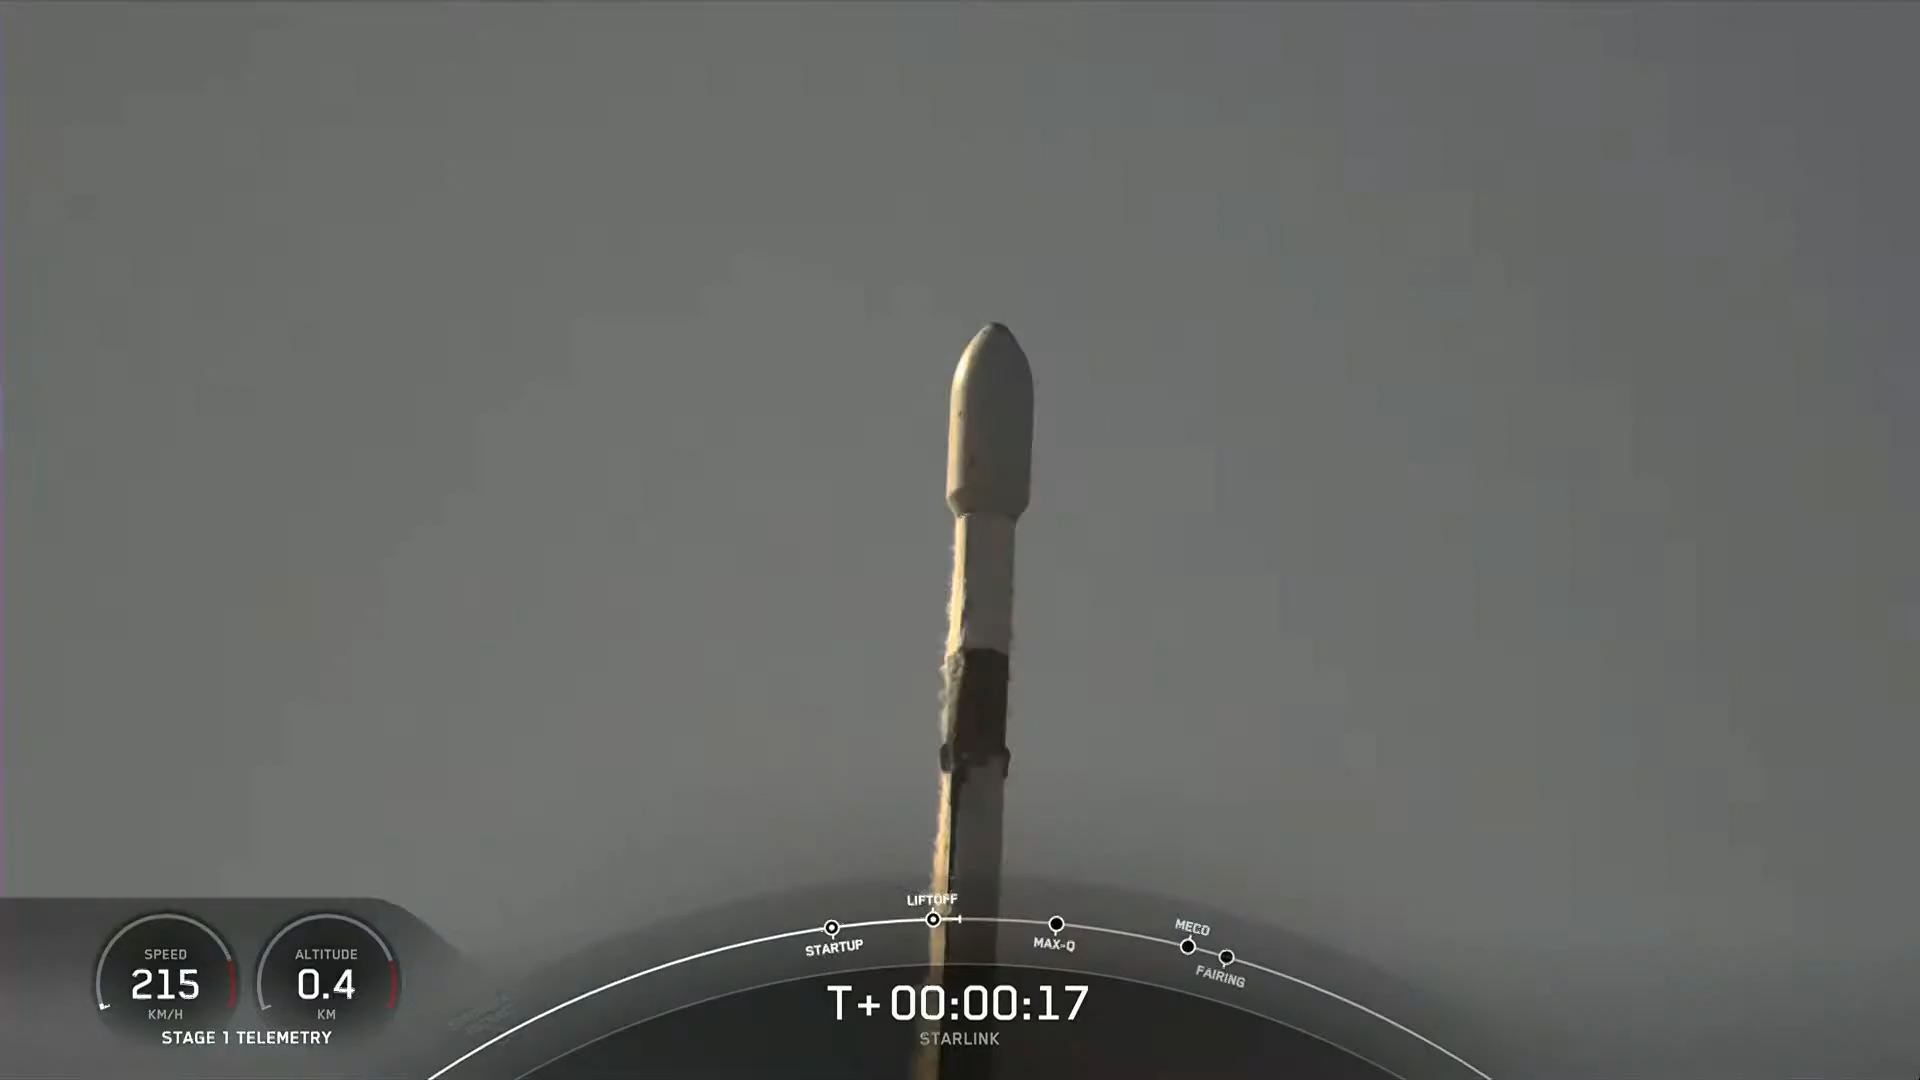 LIFTOFF
STARTUP
MAX-Q
MECO
FAIRING
SPEED
215
KM/H
ALTITUDE
0.4
KM
STAGE 1 TELEMETRY
T+00:00:17
STARLINK